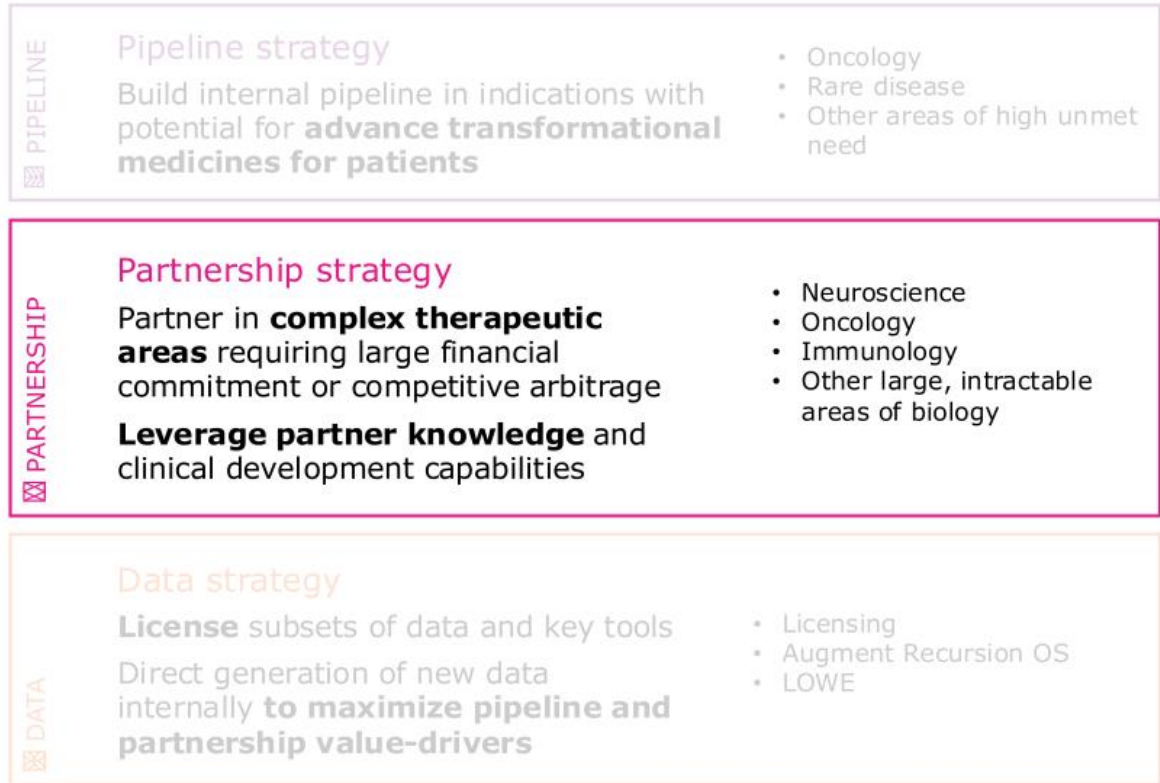 PIPELINE
Pipeline strategy
Build internal pipeline in indications with
potential for advance transformational
medicines for patients
• Oncology
• Rare disease
• Other areas of high unmet
need
PARTNERSHIP
Partnership strategy
Partner in complex therapeutic
areas requiring large financial
commitment or competitive arbitrage
Leverage partner knowledge and
clinical development capabilities
• Neuroscience
• Oncology
• Immunology
• Other large, intractable
areas of biology
DATA
Data strategy
License subsets of data and key tools
Direct generation of new data
internally to maximize pipeline and
partnership value-drivers
• Licensing
• Augment Recursion OS
• LOWE